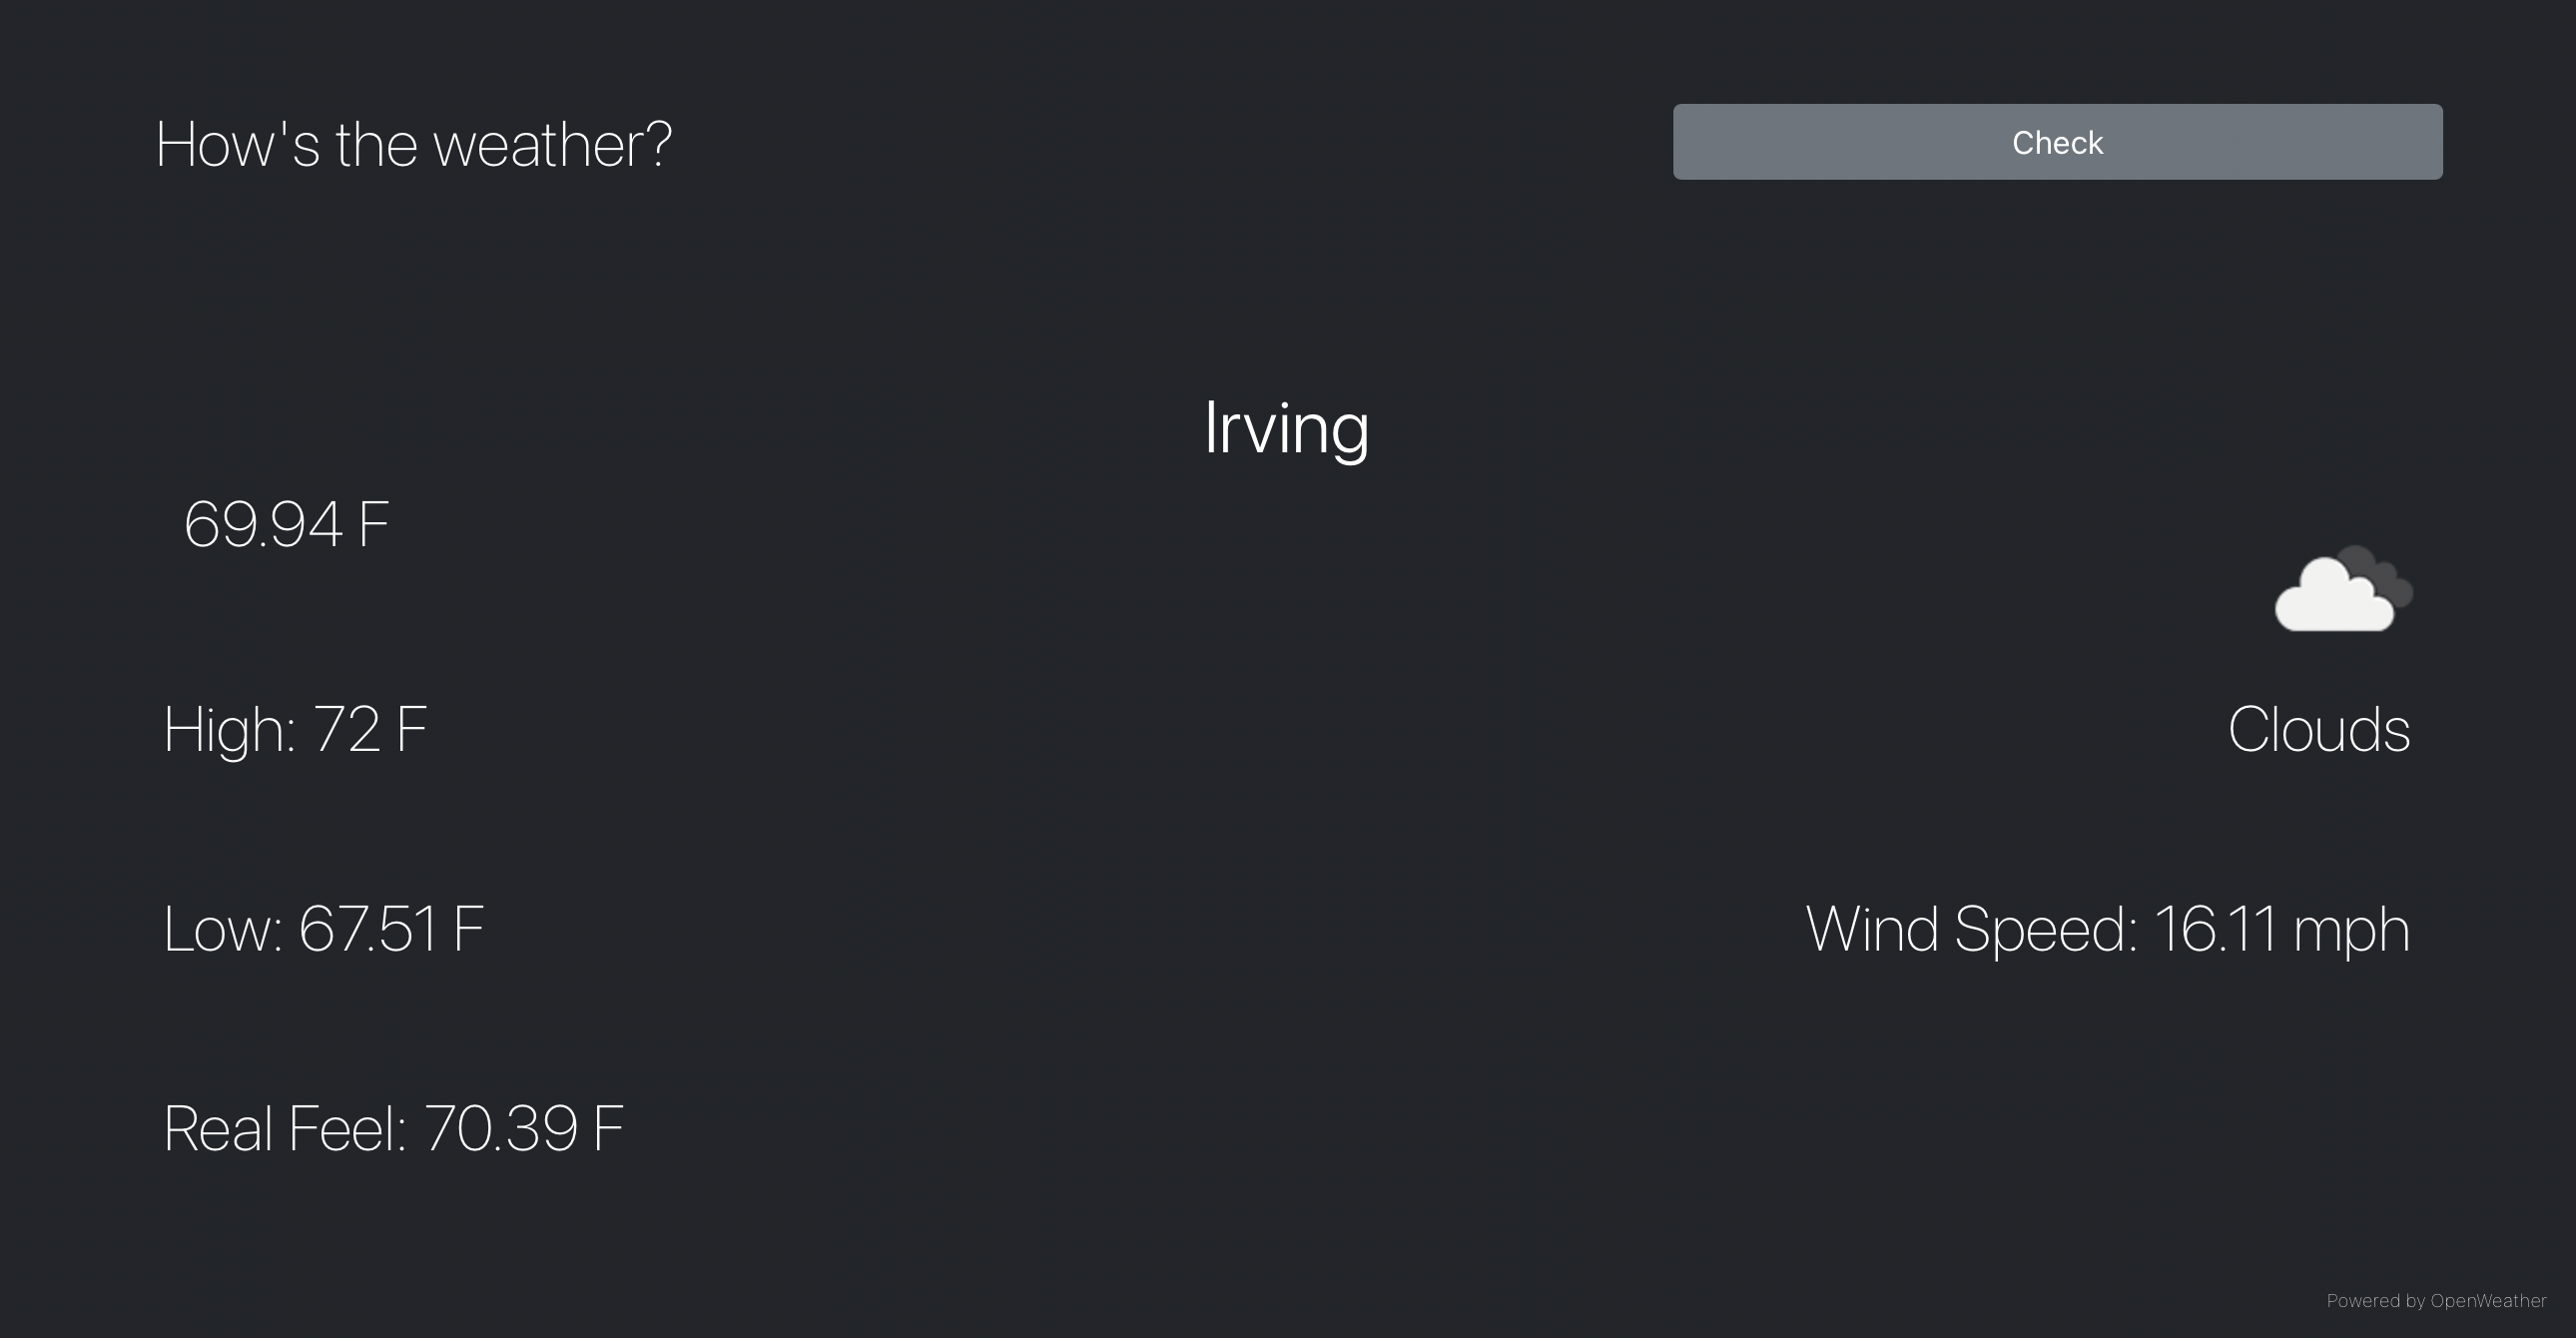 How's the weather?
Check
Irving
69.94 F
High: 72 F
Clouds
Low: 67.51 F
Wind Speed: 16.11 mph
Real Feel: 70.39 F
Powered by OpenWeather